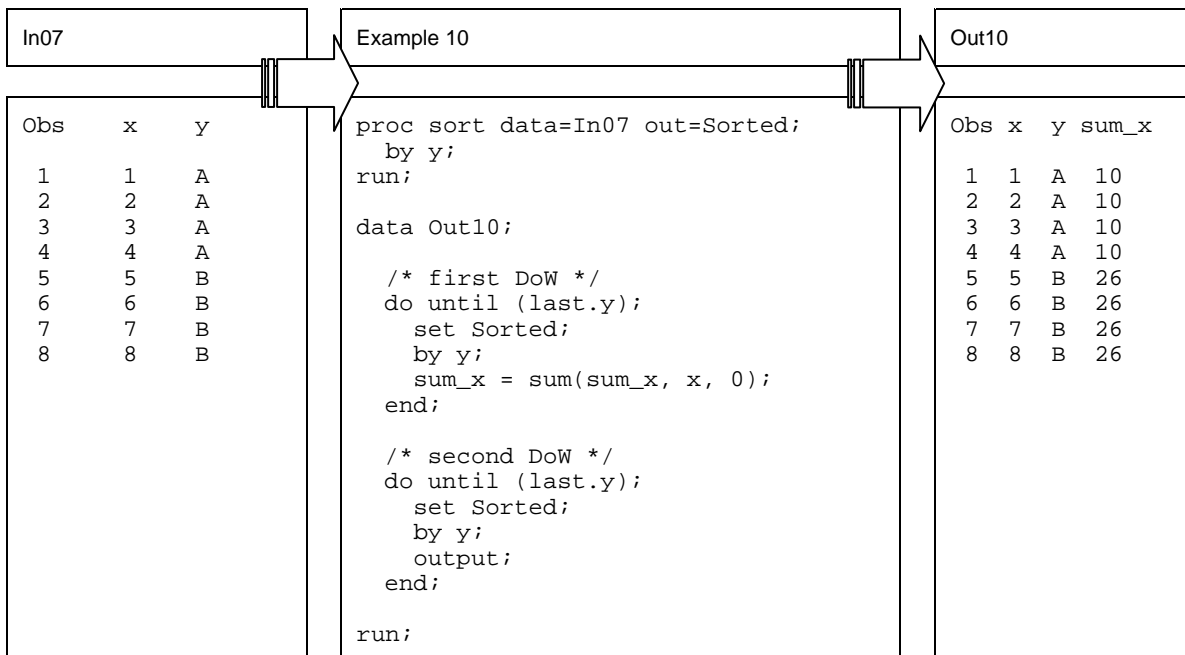 In07
Obs x y
1 1 A
2 2 A
3 3 A
4 4 A
5 5 B
6 6 B
7 7 B
8 8 B
Example 10
proc sort data=In07 out=Sorted;
by y;
run;
data Out10;
/* first DoW */
do until (last.y);
set Sorted;
by y;
sum_x = sum(sum_x, x, 0);
end;
/* second DoW */
do until (last.y);
set Sorted;
by y;
output;
end;
run;
Out10
Obs x y sum_x
1 1 A 10
2 2 A 10
3 3 A 10
4 4 A 10
5 5 B 26
6 6 B 26
7 7 B 26
8 8 B 26